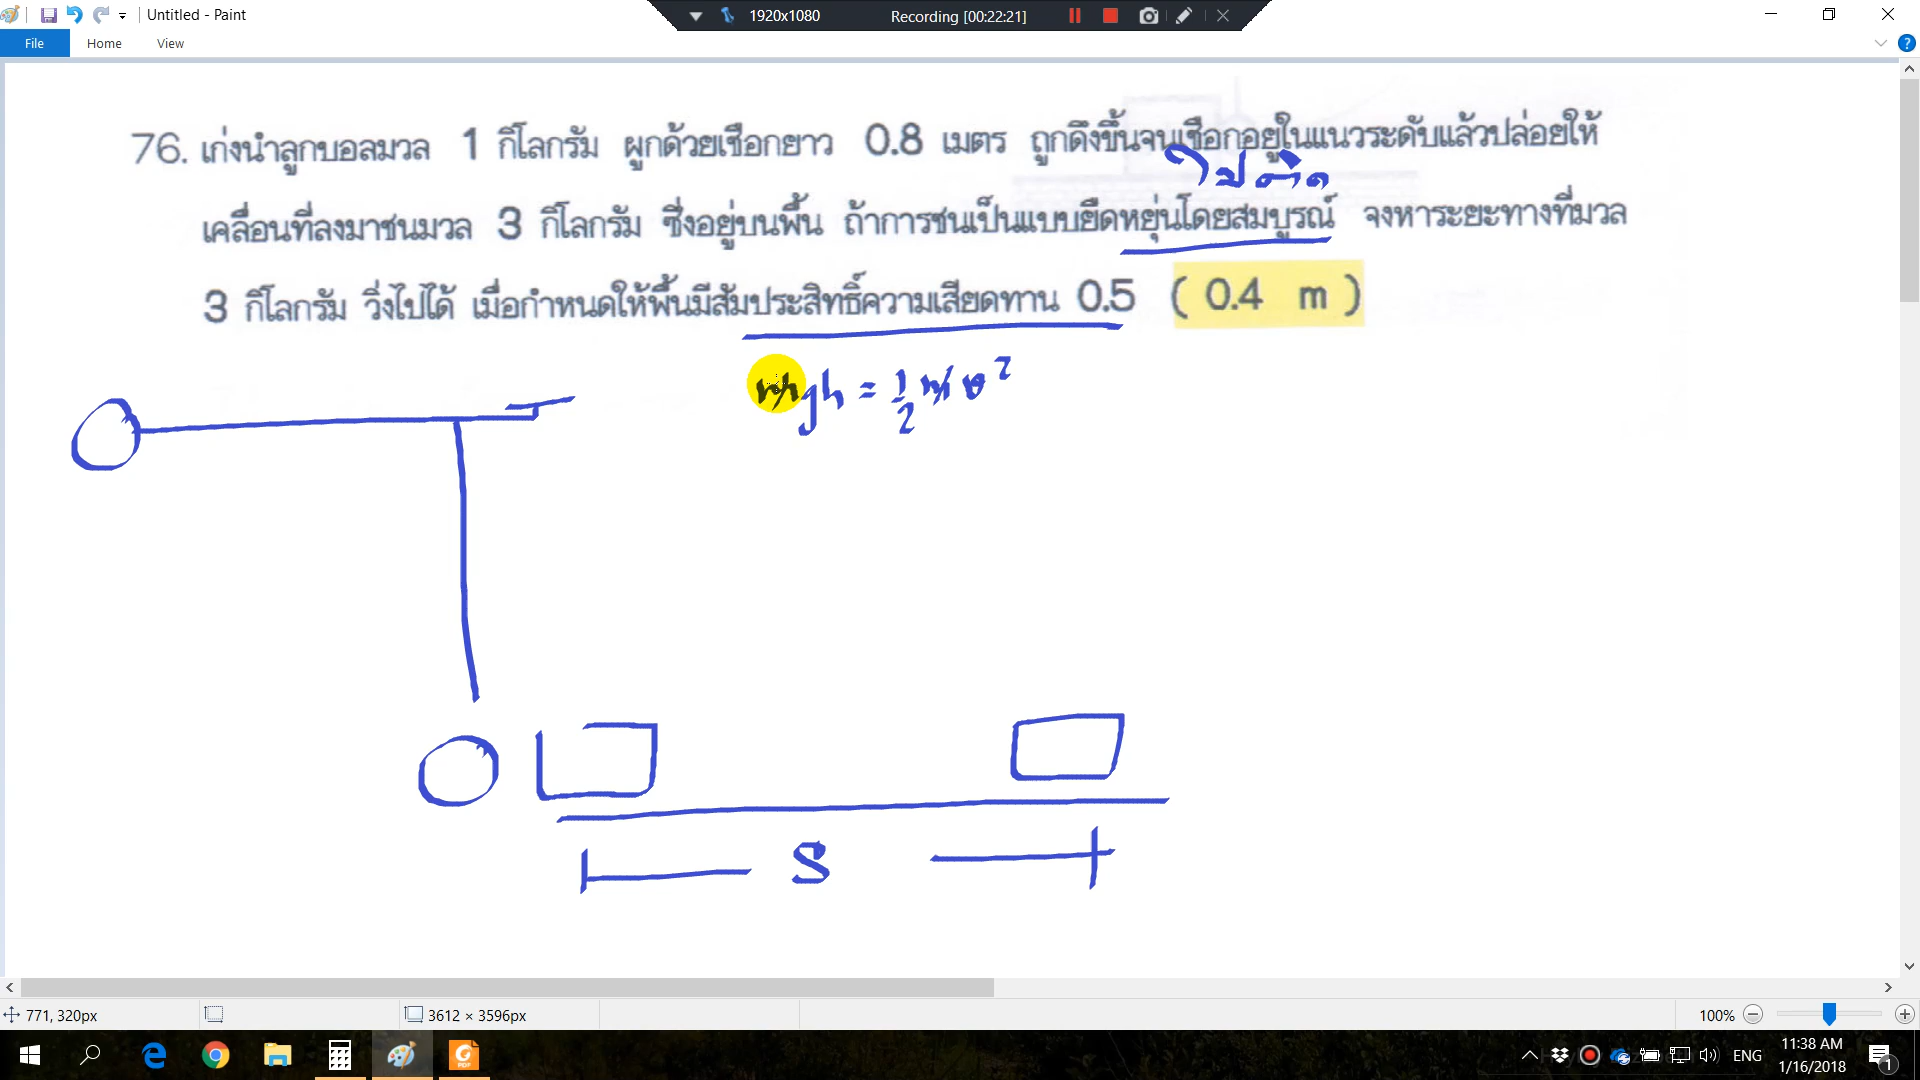 Untitled - Paint
1920x1080
Recording [00:22:21]
File Home View
76. เก่งนำลูกบอลมวล 1 กิโลกรัม ผูกด้วยเชือกยาว 0.8 เมตร ถูกดึงขึ้นจนเชือกอยู่ในแนวระดับแล้วปล่อยให้
ไม่ติด
เคลื่อนที่ลงมาชนมวล 3 กิโลกรัม ซึ่งอยู่บนพื้น ถ้าการชนเป็นแบบยืดหยุ่นโดยสมบูรณ์ จงหาระยะทางที่มวล
3 กิโลกรัม วิ่งไปได้ เมื่อกำหนดให้พื้นมีสัมประสิทธิ์ความเสียดทาน 0.5 ( 0.4 m )
mgh = 1/2 mv²
S
771, 320px
3612 × 3596px
100%
ENG
11:38 AM
1/16/2018
1